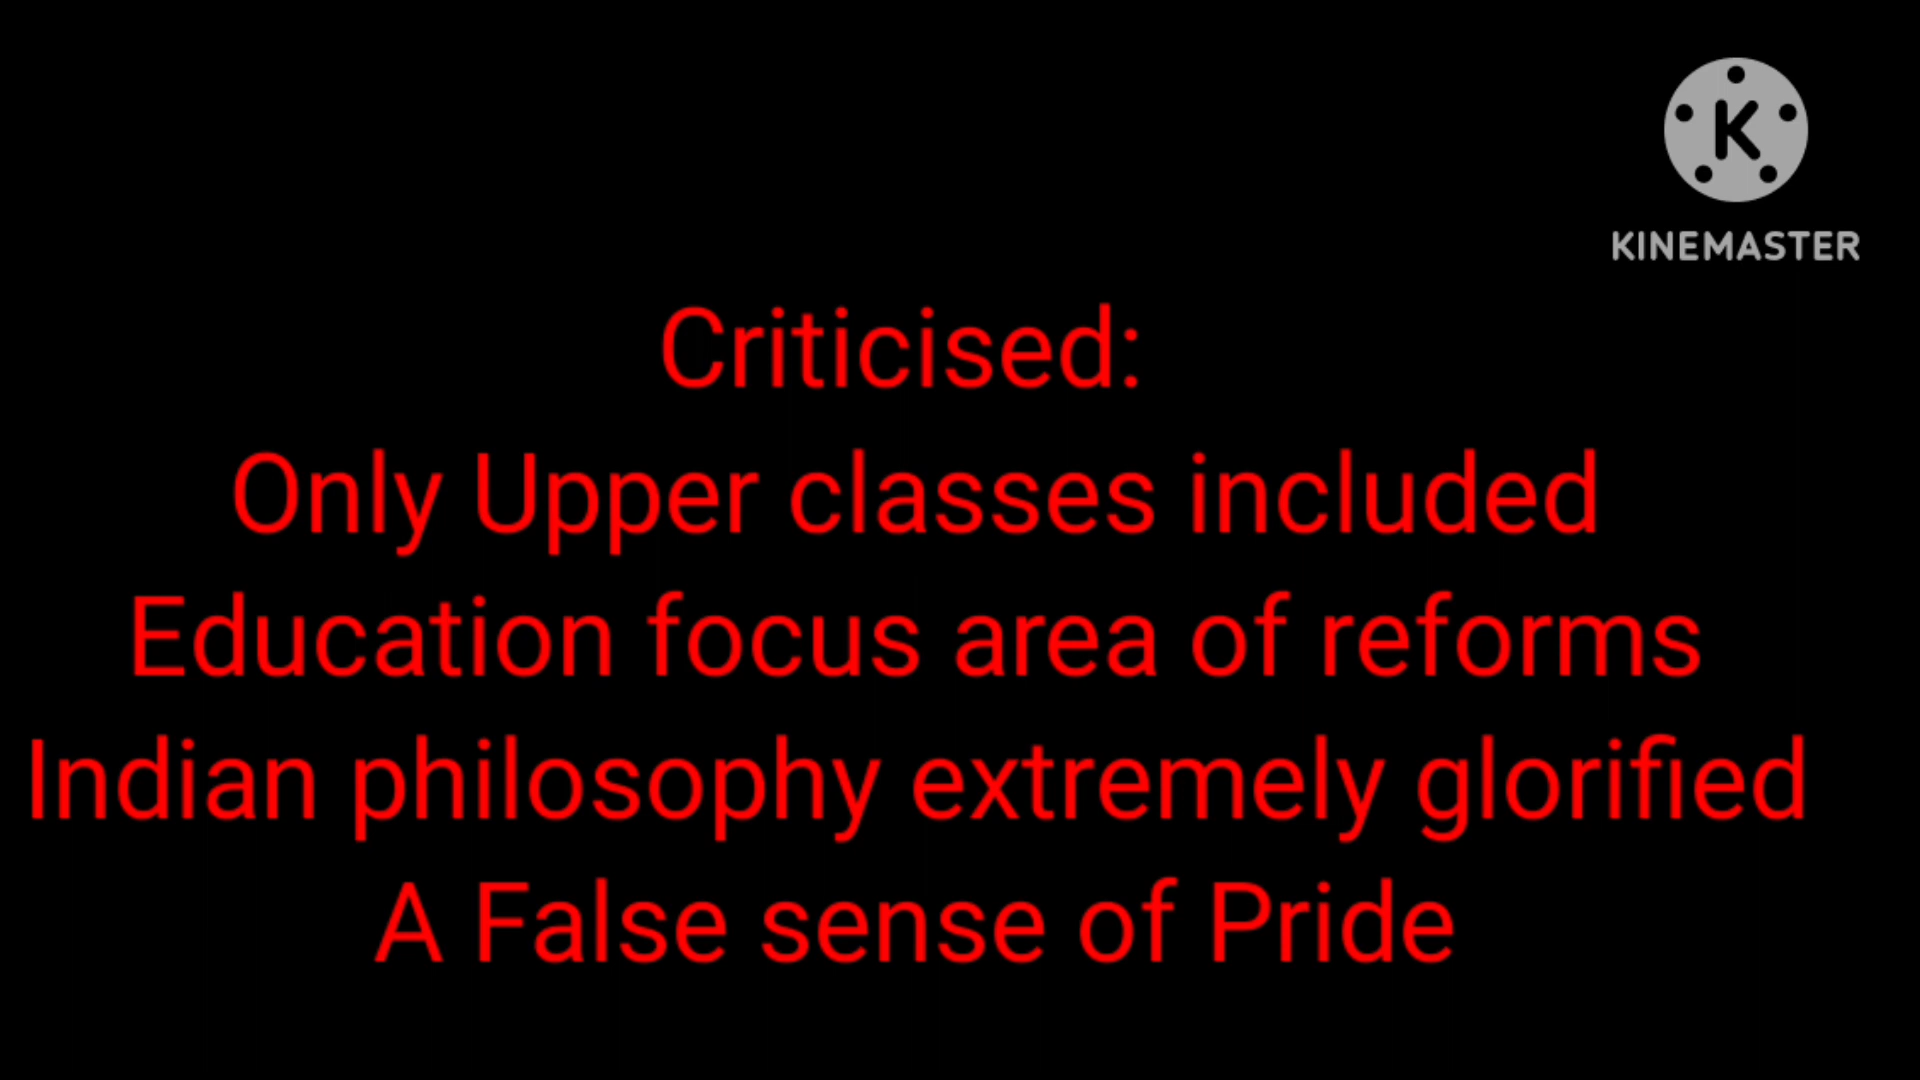 KINEMASTER
Criticised:
Only Upper classes included
Education focus area of reforms
Indian philosophy extremely glorified
A False sense of Pride